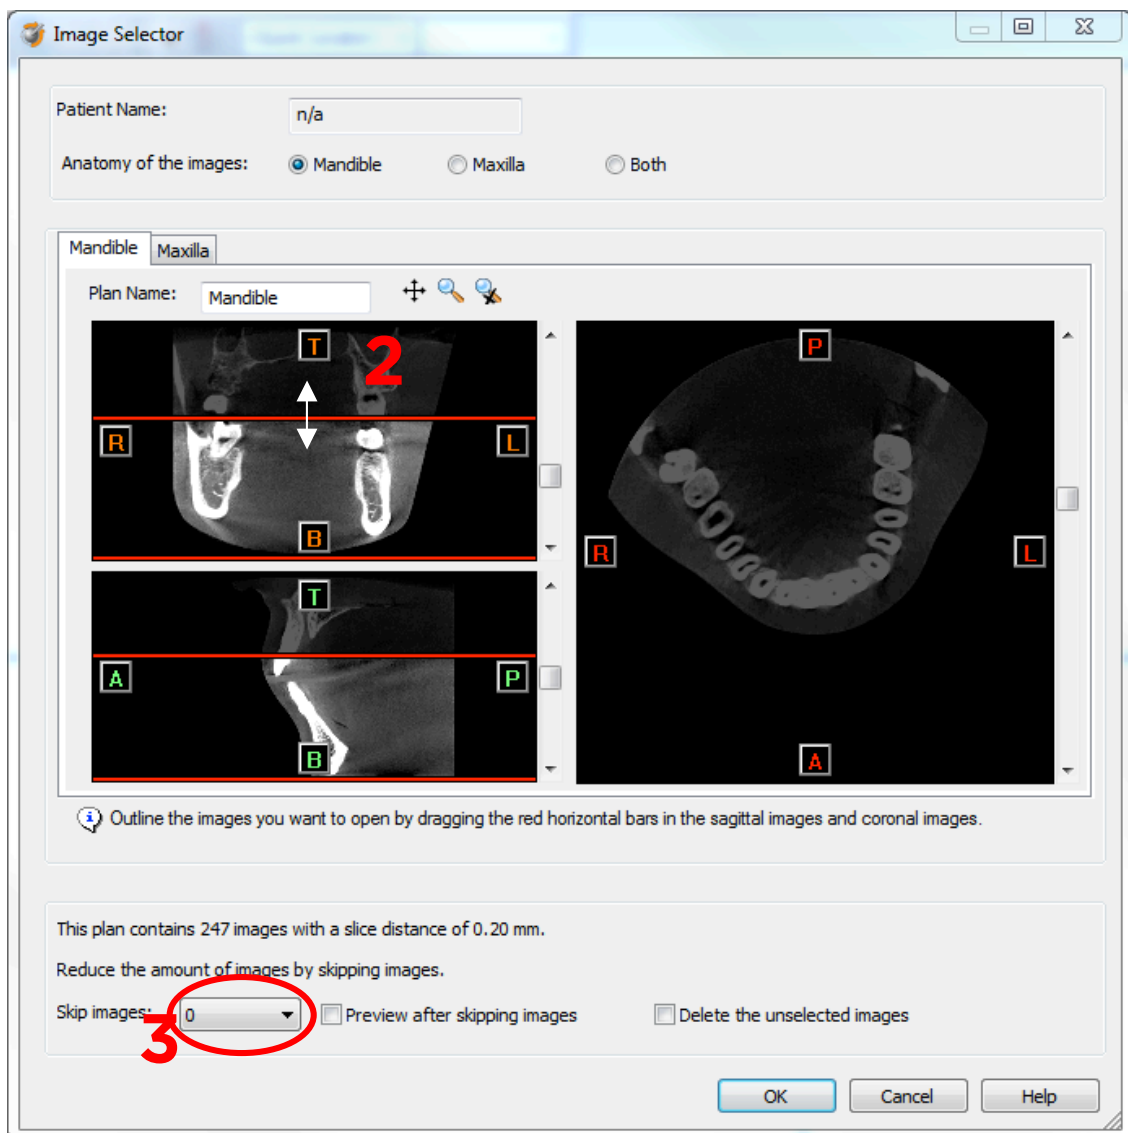 Image Selector
Patient Name: n/a
Anatomy of the images: Mandible Maxilla Both
Mandible Maxilla
Plan Name: Mandible
T
2
R L
B
T
A P
B
P
R L
A
Outline the images you want to open by dragging the red horizontal bars in the sagittal images and coronal images.
This plan contains 247 images with a slice distance of 0.20 mm.
Reduce the amount of images by skipping images.
Skip images: 0 Preview after skipping images Delete the unselected images
3
OK Cancel Help